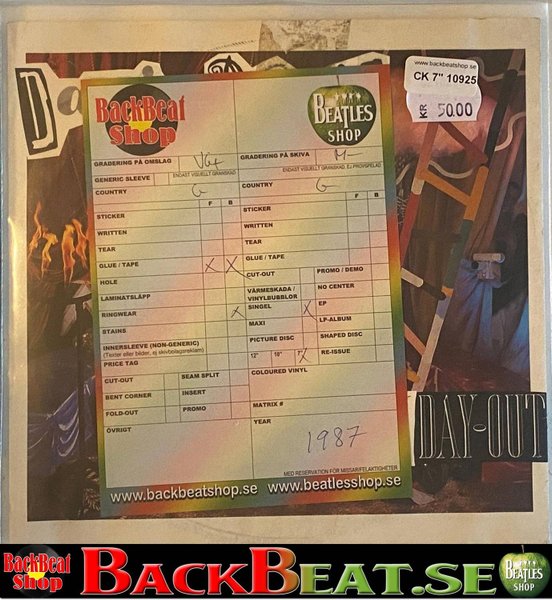 www.backbeatshop.se
CK 7" 10925
KR 50.00
D
BackBeat
Shop
BEATLES
SHOP
GRADERING PÅ OMSLAG VG+
GRADERING PÅ SKIVA M-
GENERIC SLEEVE ENDAST VISUELLT GRANSKAD
ENDAST VISUELLT GRANSKAD, EJ PROVSPELAD
COUNTRY G
COUNTRY G
F B
F B
STICKER
STICKER
WRITTEN
WRITTEN
TEAR
TEAR
GLUE / TAPE X X
GLUE / TAPE
HOLE
CUT-OUT
PROMO / DEMO
LAMINATSLÄPP
VÄRMESKADA /
VINYLBUBBLOR
NO CENTER
RINGWEAR X
SINGEL X
EP
STAINS
MAXI
LP-ALBUM
INNERSLEEVE (NON-GENERIC)
(Texter eller bilder, ej skivbolagsreklam)
PICTURE DISC
SHAPED DISC
PRICE TAG
12" 10" 7" X
RE-ISSUE
CUT-OUT
SEAM SPLIT
COLOURED VINYL
BENT CORNER
INSERT
FOLD-OUT
PROMO
MATRIX #
ÖVRIGT
YEAR
1987
MED RESERVATION FÖR MISSAR/FELAKTIGHETER
www.backbeatshop.se www.beatlesshop.se
DAY-OUT
BackBeat
Shop
BACKBEAT.SE
BEATLES
SHOP